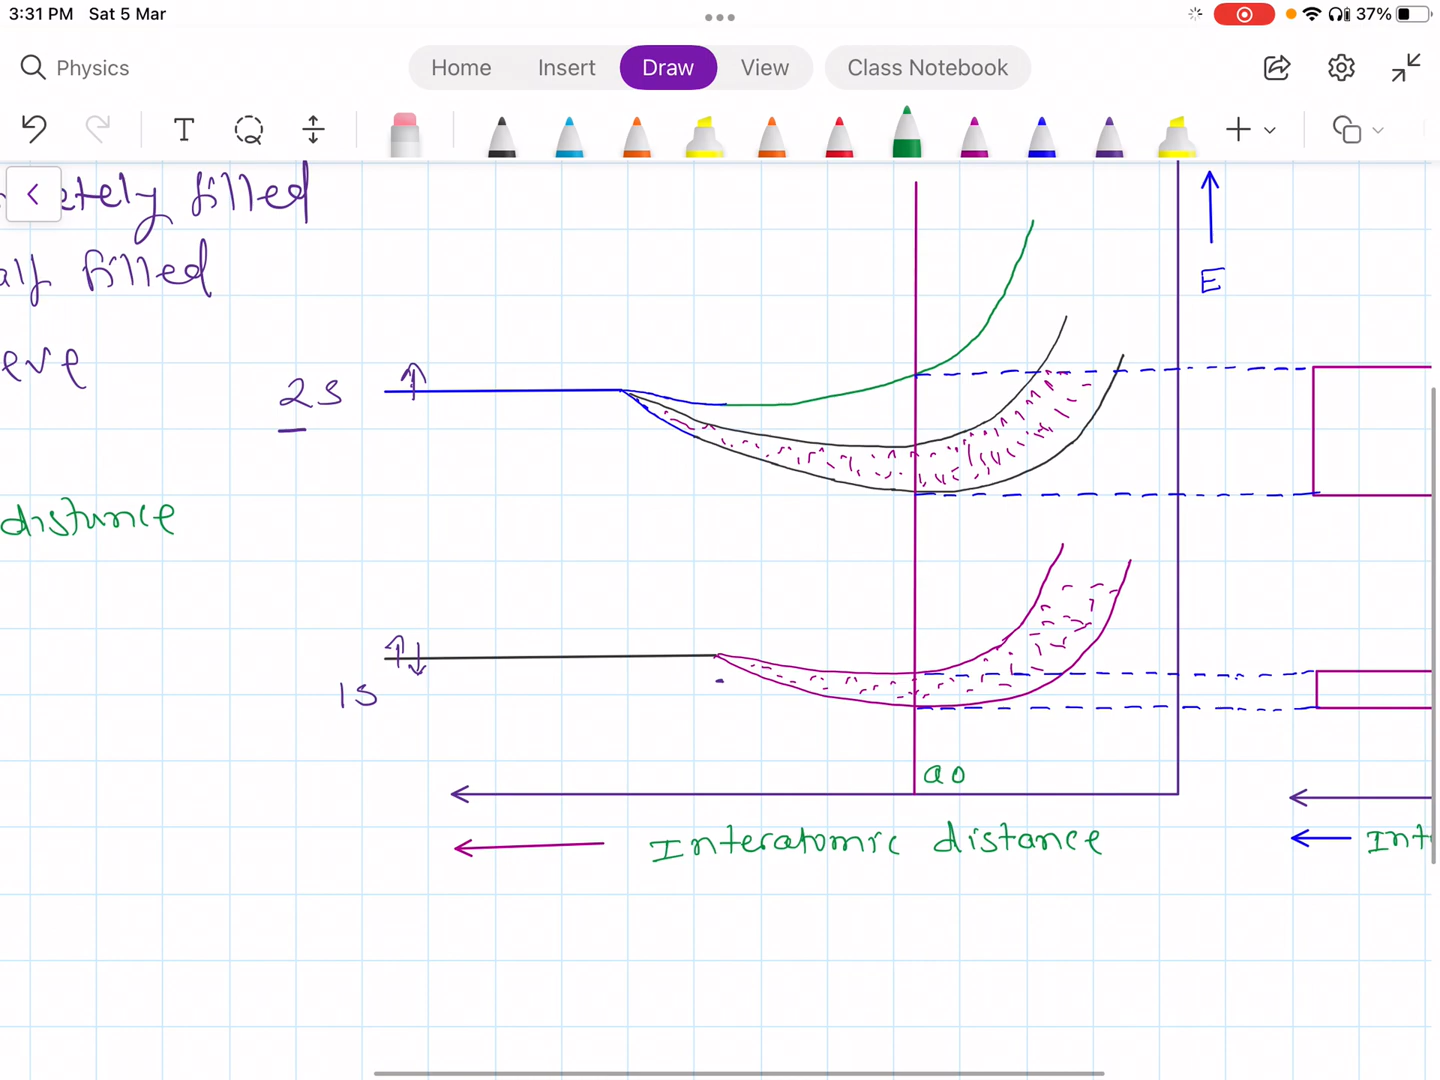 3:31 PM Sat 5 Mar
37%
Physics
Home Insert Draw View Class Notebook
T
etely filled
alf filled
eve
E
2s
distance
1s
ao
Interatomic distance
Int